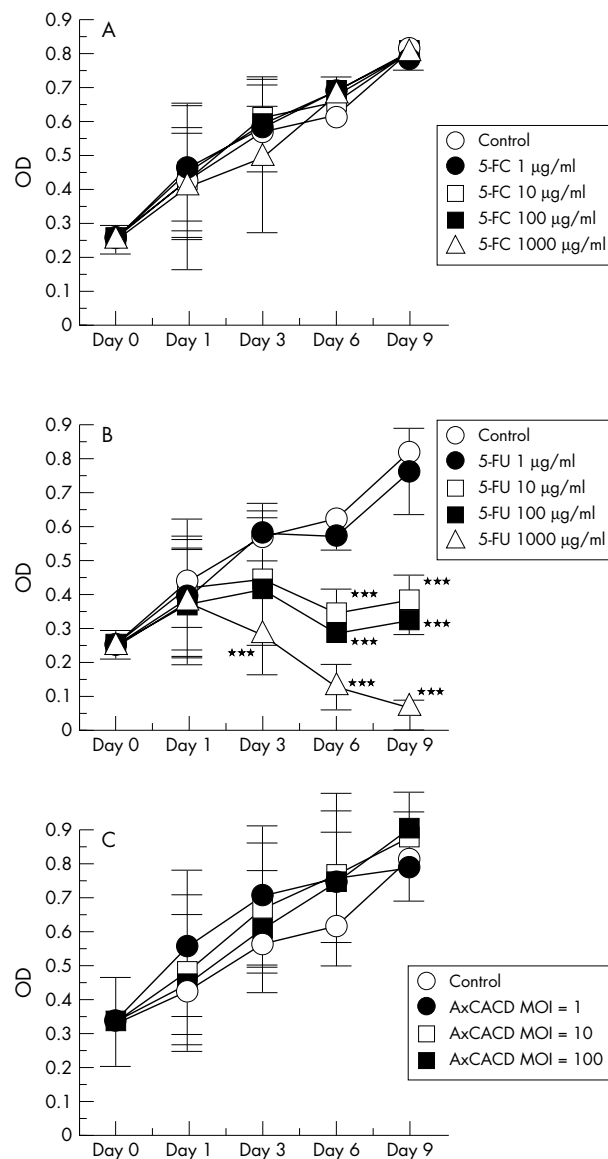 A
0.9
0.8
0.7
0.6
0.5
0.4
0.3
0.2
0.1
0
OD
Day 0 Day 1 Day 3 Day 6 Day 9
Control
5-FC 1 µg/ml
5-FC 10 µg/ml
5-FC 100 µg/ml
5-FC 1000 µg/ml
B
0.9
0.8
0.7
0.6
0.5
0.4
0.3
0.2
0.1
0
OD
★★★
★★★
★★★
★★★
★★★
★★★
★★★
Day 0 Day 1 Day 3 Day 6 Day 9
Control
5-FU 1 µg/ml
5-FU 10 µg/ml
5-FU 100 µg/ml
5-FU 1000 µg/ml
C
0.9
0.8
0.7
0.6
0.5
0.4
0.3
0.2
0.1
0
OD
Day 0 Day 1 Day 3 Day 6 Day 9
Control
AxCACD MOI = 1
AxCACD MOI = 10
AxCACD MOI = 100